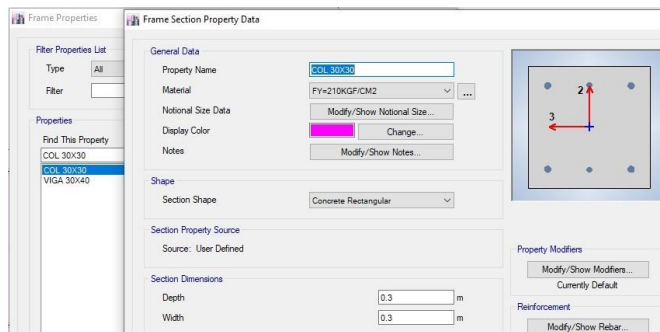 Frame Properties
Filter Properties List
Type All
Filter
Properties
Find This Property
COL 30X30
COL 30X30
VIGA 30X40
Frame Section Property Data
General Data
Property Name COL 30X30
Material FY=210KGF/CM2 ...
Notional Size Data Modify/Show Notional Size...
Display Color Change...
Notes Modify/Show Notes...
Shape
Section Shape Concrete Rectangular
Section Property Source
Source: User Defined
Section Dimensions
Depth 0.3 m
Width 0.3 m
2
3
Property Modifiers
Modify/Show Modifiers...
Currently Default
Reinforcement
Modify/Show Rebar...